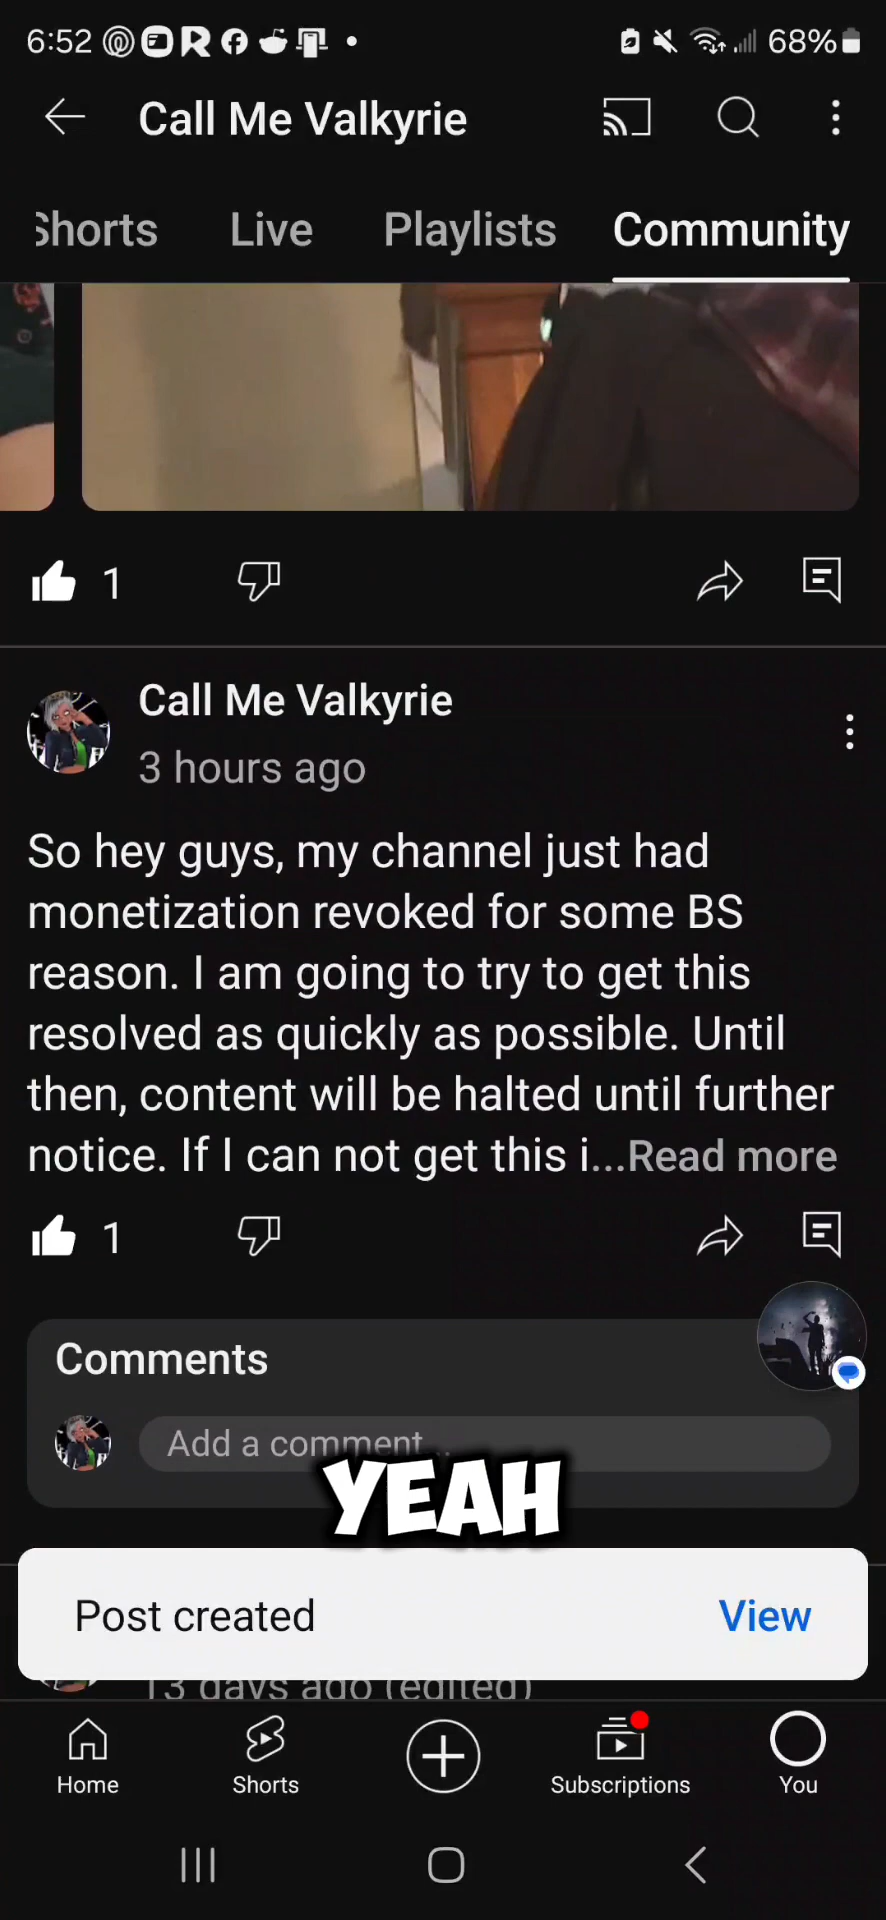 6:52
68%
Call Me Valkyrie
Shorts Live Playlists Community
1
Call Me Valkyrie
3 hours ago
So hey guys, my channel just had
monetization revoked for some BS
reason. I am going to try to get this
resolved as quickly as possible. Until
then, content will be halted until further
notice. If I can not get this i...Read more
1
Comments
Add a comment...
YEAH
Post created View
13 days ago (edited)
Home Shorts Subscriptions You